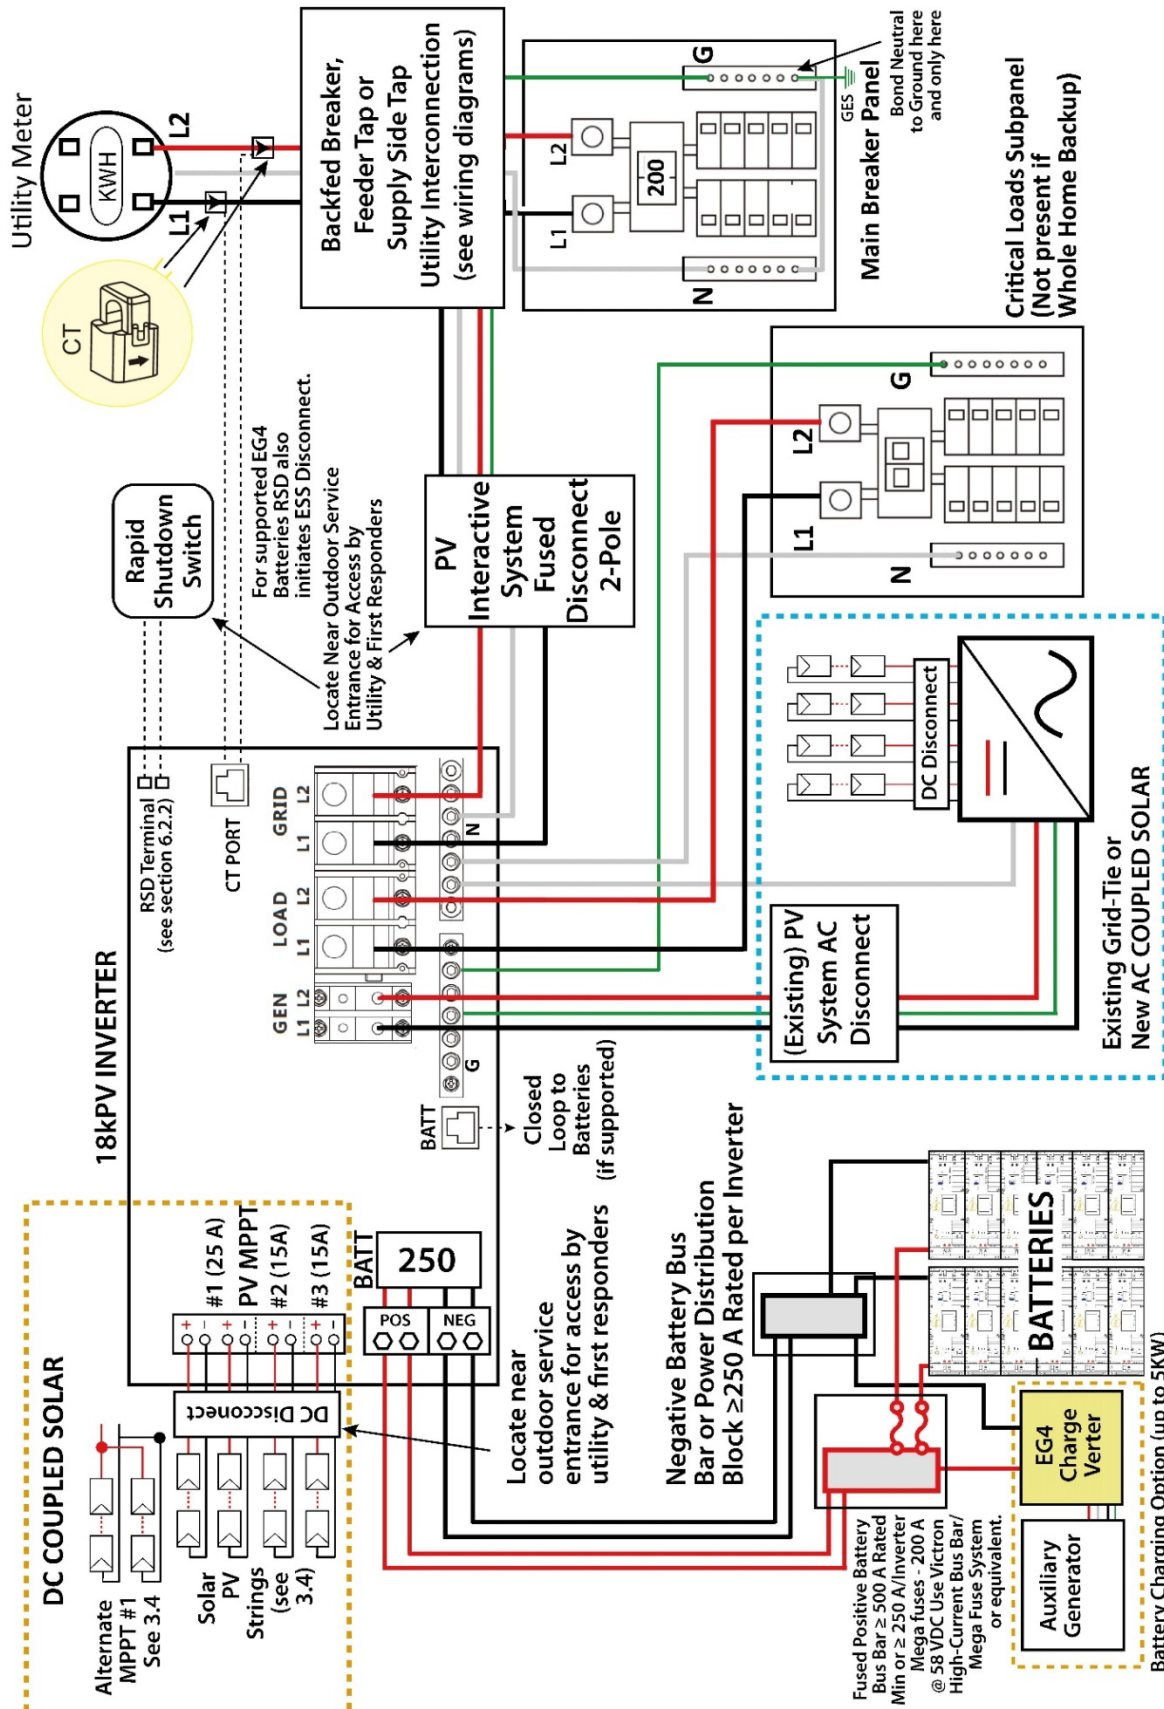 DC COUPLED SOLAR
Alternate
MPPT #1
See 3.4
Solar
PV
Strings
(see
3.4)
DC Disconnect
+
–
+
–
+
–
+
–
#1 (25 A)
PV MPPT
#2 (15A)
#3 (15A)
18kPV INVERTER
BATT
250
POS
NEG
Locate near
outdoor service
entrance for access by
utility & first responders
BATT
Closed
Loop to
Batteries
(if supported)
GEN
L1
L2
LOAD
L1
L2
GRID
L1
L2
G
N
RSD Terminal
(see section 6.2.2)
CT PORT
Rapid
Shutdown
Switch
For supported EG4
Batteries RSD also
initiates ESS Disconnect.
Locate Near Outdoor Service
Entrance for Access by
Utility & First Responders
PV
Interactive
System
Fused
Disconnect
2-Pole
Utility Meter
KWH
L1
L2
CT
Backfed Breaker,
Feeder Tap or
Supply Side Tap
Utility Interconnection
(see wiring diagrams)
L1
L2
200
N
G
GES
Bond Neutral
to Ground here
and only here
Main Breaker Panel
Critical Loads Subpanel
(Not present if
Whole Home Backup)
L1
L2
N
G
(Existing) PV
System AC
Disconnect
DC Disconnect
Existing Grid-Tie or
New AC COUPLED SOLAR
Negative Battery Bus
Bar or Power Distribution
Block ≥250 A Rated per Inverter
Fused Positive Battery
Bus Bar ≥ 500 A Rated
Min or ≥ 250 A/Inverter
Mega fuses - 200 A
@ 58 VDC Use Victron
High-Current Bus Bar/
Mega Fuse System
or equivalent.
BATTERIES
EG4
Charge
Verter
Auxiliary
Generator
Battery Charging Option (up to 5KW)